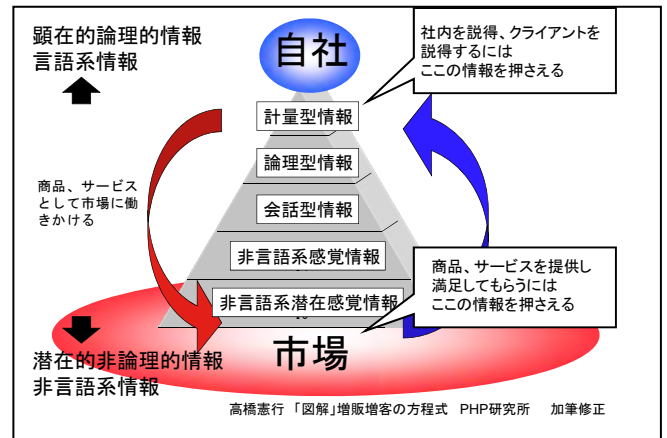 顕在的論理的情報
言語系情報
自社
社内を説得、クライアントを
説得するには
ここの情報を押さえる
計量型情報
論理型情報
会話型情報
非言語系感覚情報
非言語系潜在感覚情報
商品、サービス
として市場に働
きかける
商品、サービスを提供し
満足してもらうには
ここの情報を押さえる
潜在的非論理的情報
非言語系情報
市場
高橋憲行 「図解」増販増客の方程式 PHP研究所 加筆修正